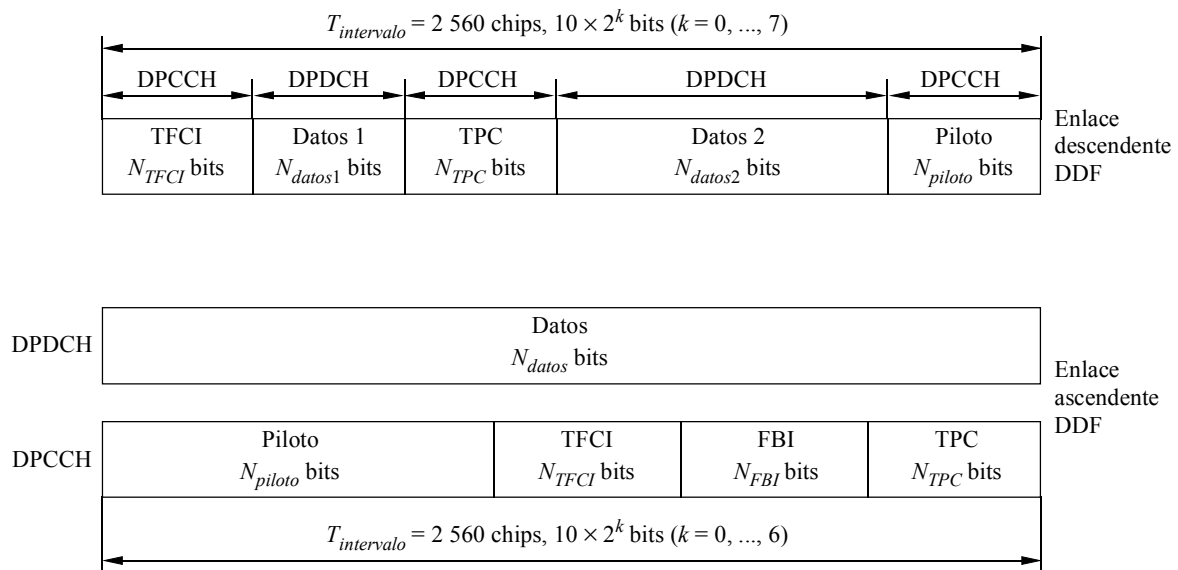 T_intervalo = 2 560 chips, 10 × 2^k bits (k = 0, ..., 7)
DPCCH DPDCH DPCCH DPDCH DPCCH
TFCI Datos 1 TPC Datos 2 Piloto
N_TFCI bits N_datos1 bits N_TPC bits N_datos2 bits N_piloto bits
Enlace
descendente
DDF
DPDCH
Datos
N_datos bits
Enlace
ascendente
DDF
DPCCH
Piloto TFCI FBI TPC
N_piloto bits N_TFCI bits N_FBI bits N_TPC bits
T_intervalo = 2 560 chips, 10 × 2^k bits (k = 0, ..., 6)